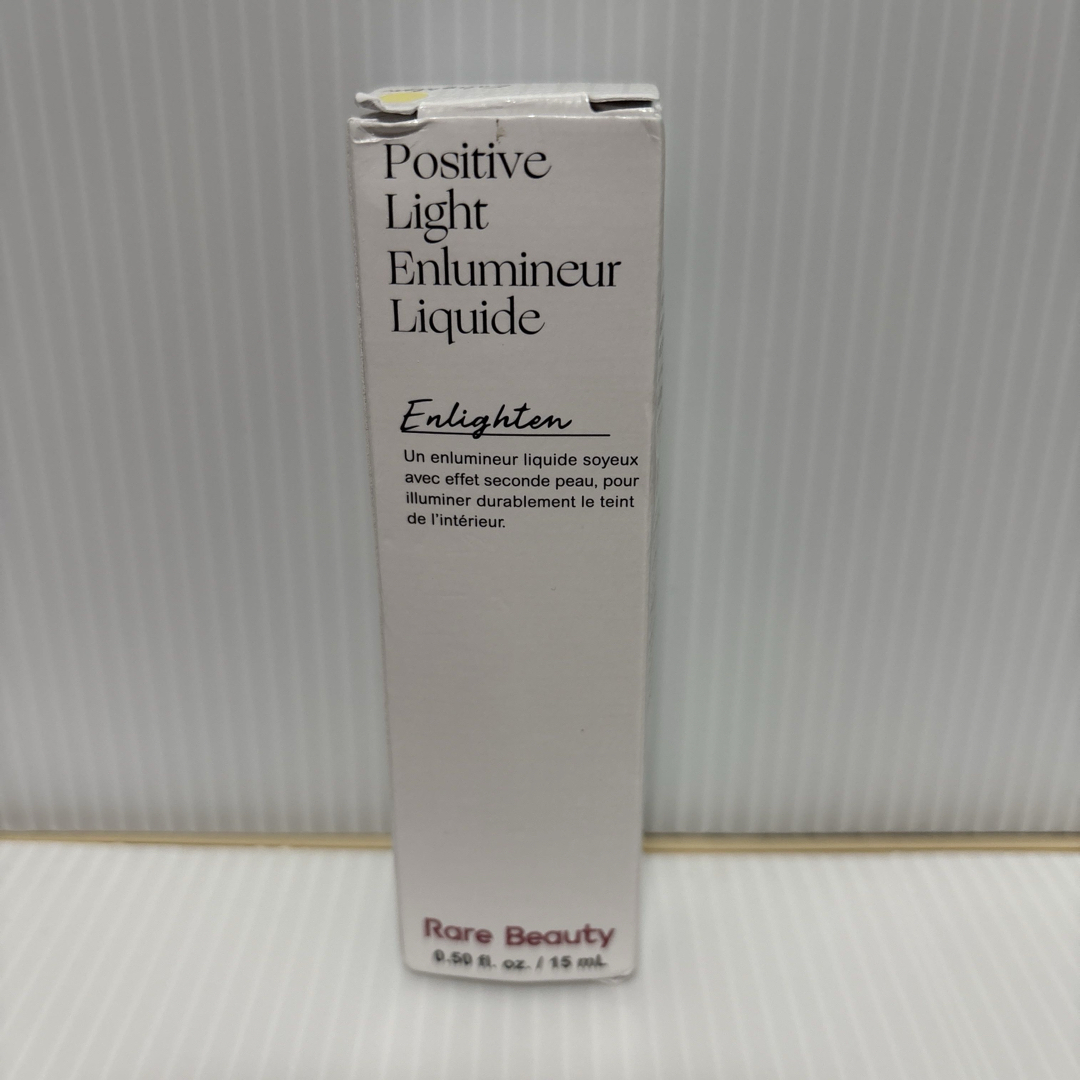 Positive
Light
Enlumineur
Liquide
Enlighten
Un enlumineur liquide soyeux
avec effet seconde peau, pour
illuminer durablement le teint
de l'intérieur.
Rare Beauty
0.50 fl. oz. / 15 mL